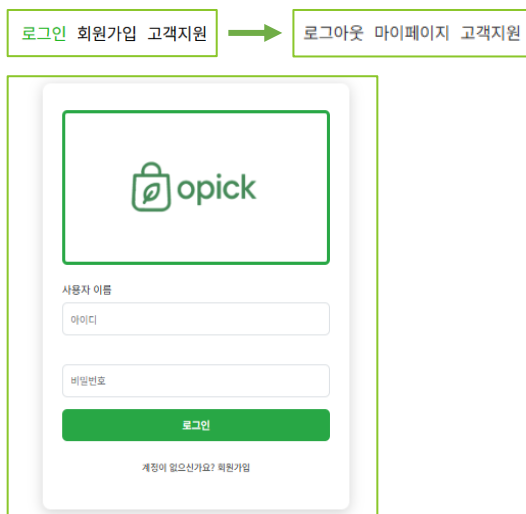 로그인 회원가입 고객지원
로그아웃 마이페이지 고객지원
opick
사용자 이름
아이디
비밀번호
로그인
계정이 없으신가요? 회원가입